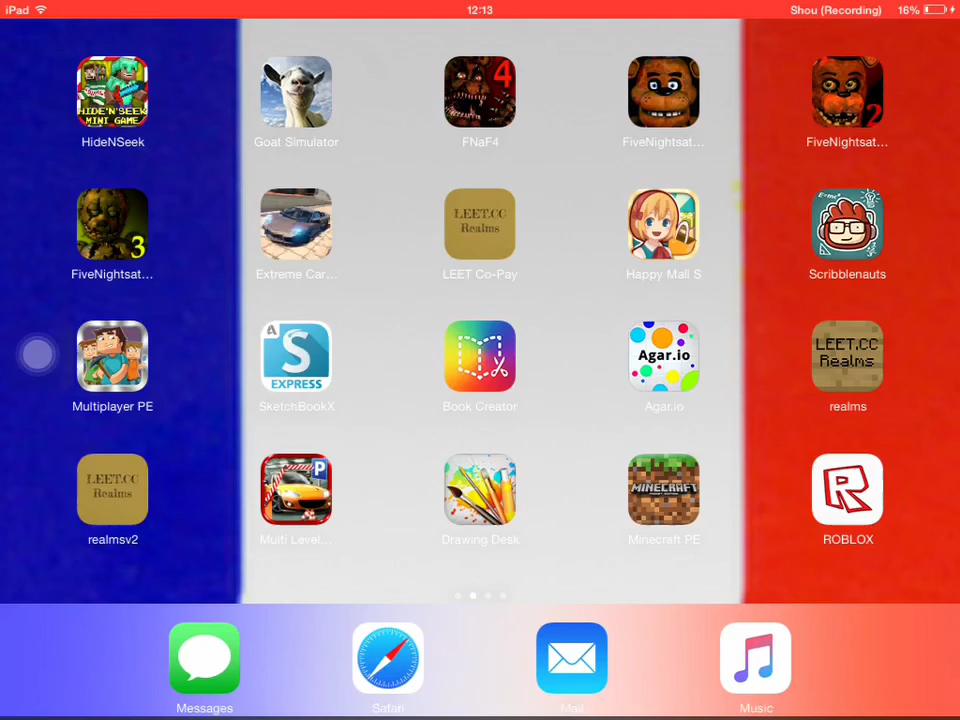 iPad 12:13 Shou (Recording) 16%
HIDE'N'SEEK
MINI GAME
4
2
HideNSeek Goat Simulator FNaF4 FiveNightsat... FiveNightsat...
3
LEET.CC
Realms
E=mc²
FiveNightsat... Extreme Car... LEET Co-Pay Happy Mall S Scribblenauts
A
S
EXPRESS
Agar.io
LEET.CC
Realms
Multiplayer PE SketchBookX Book Creator Agar.io realms
LEET.CC
Realms
P
MINECRAFT
R
realmsv2 Multi Level... Drawing Desk Minecraft PE ROBLOX
Messages Safari Mail Music